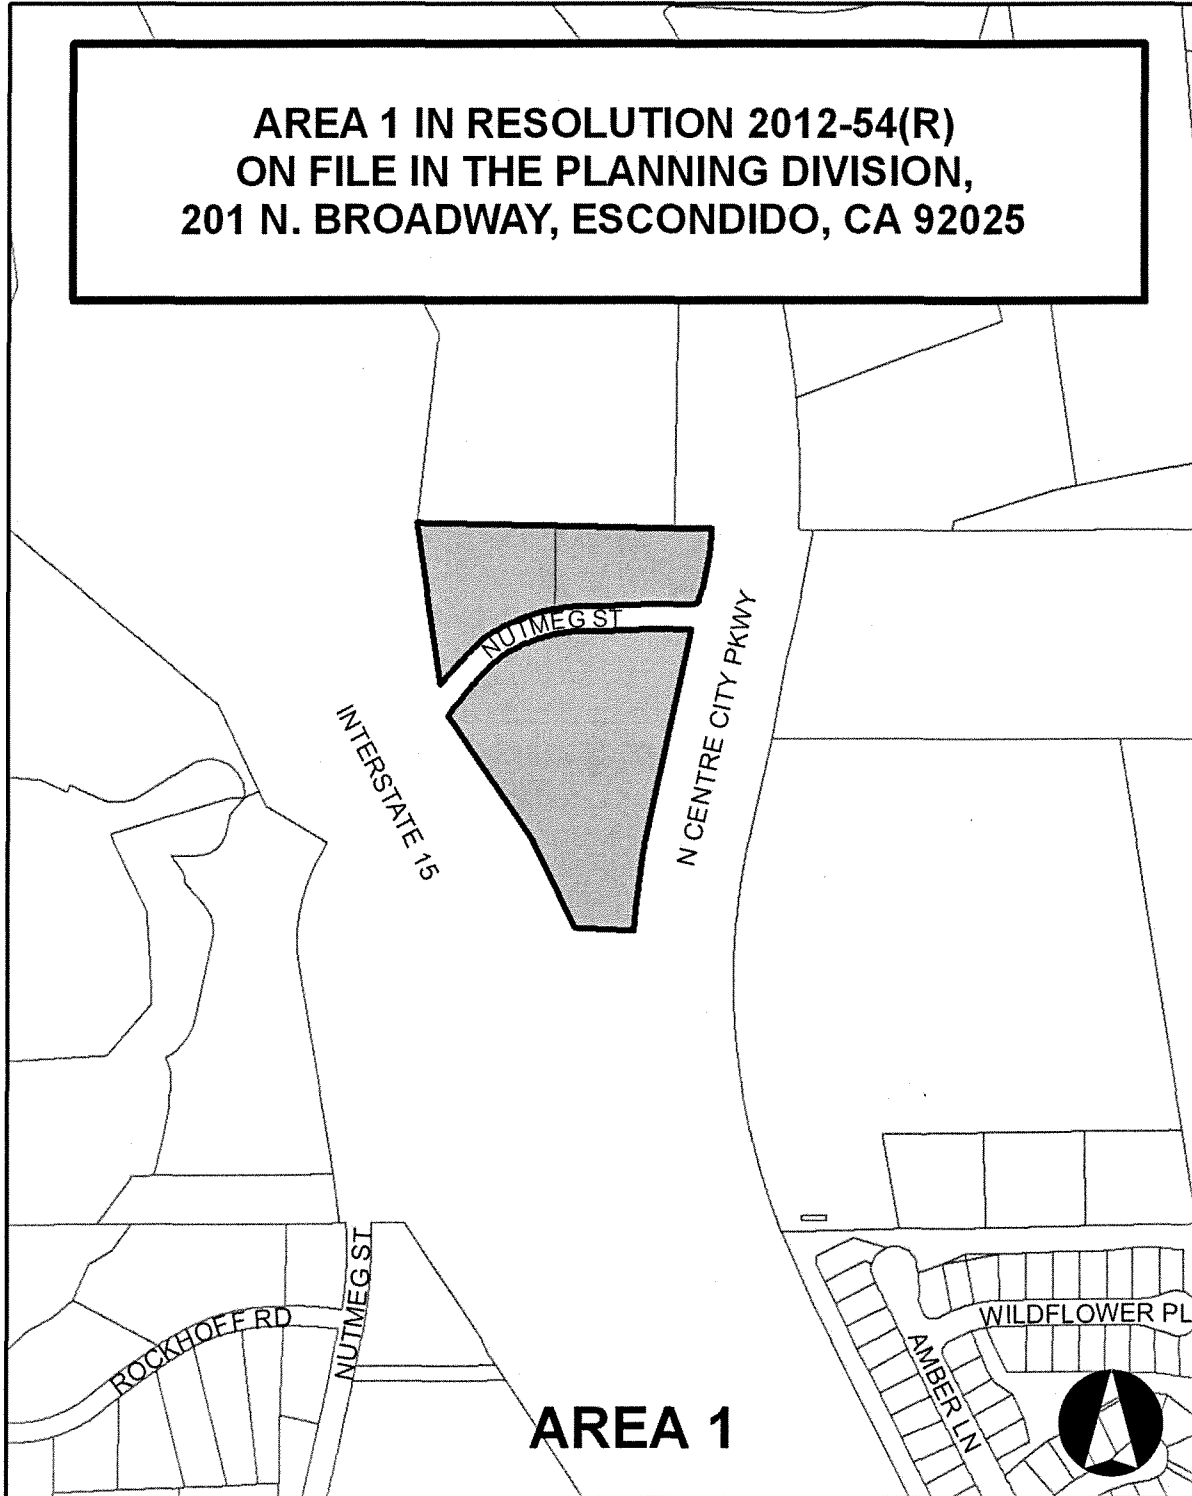 AREA 1 IN RESOLUTION 2012-54(R)
ON FILE IN THE PLANNING DIVISION,
201 N. BROADWAY, ESCONDIDO, CA 92025
NUTMEG ST
N CENTRE CITY PKWY
INTERSTATE 15
NUTMEG ST
ROCKHOFF RD
WILDFLOWER PL
AMBER LN
AREA 1